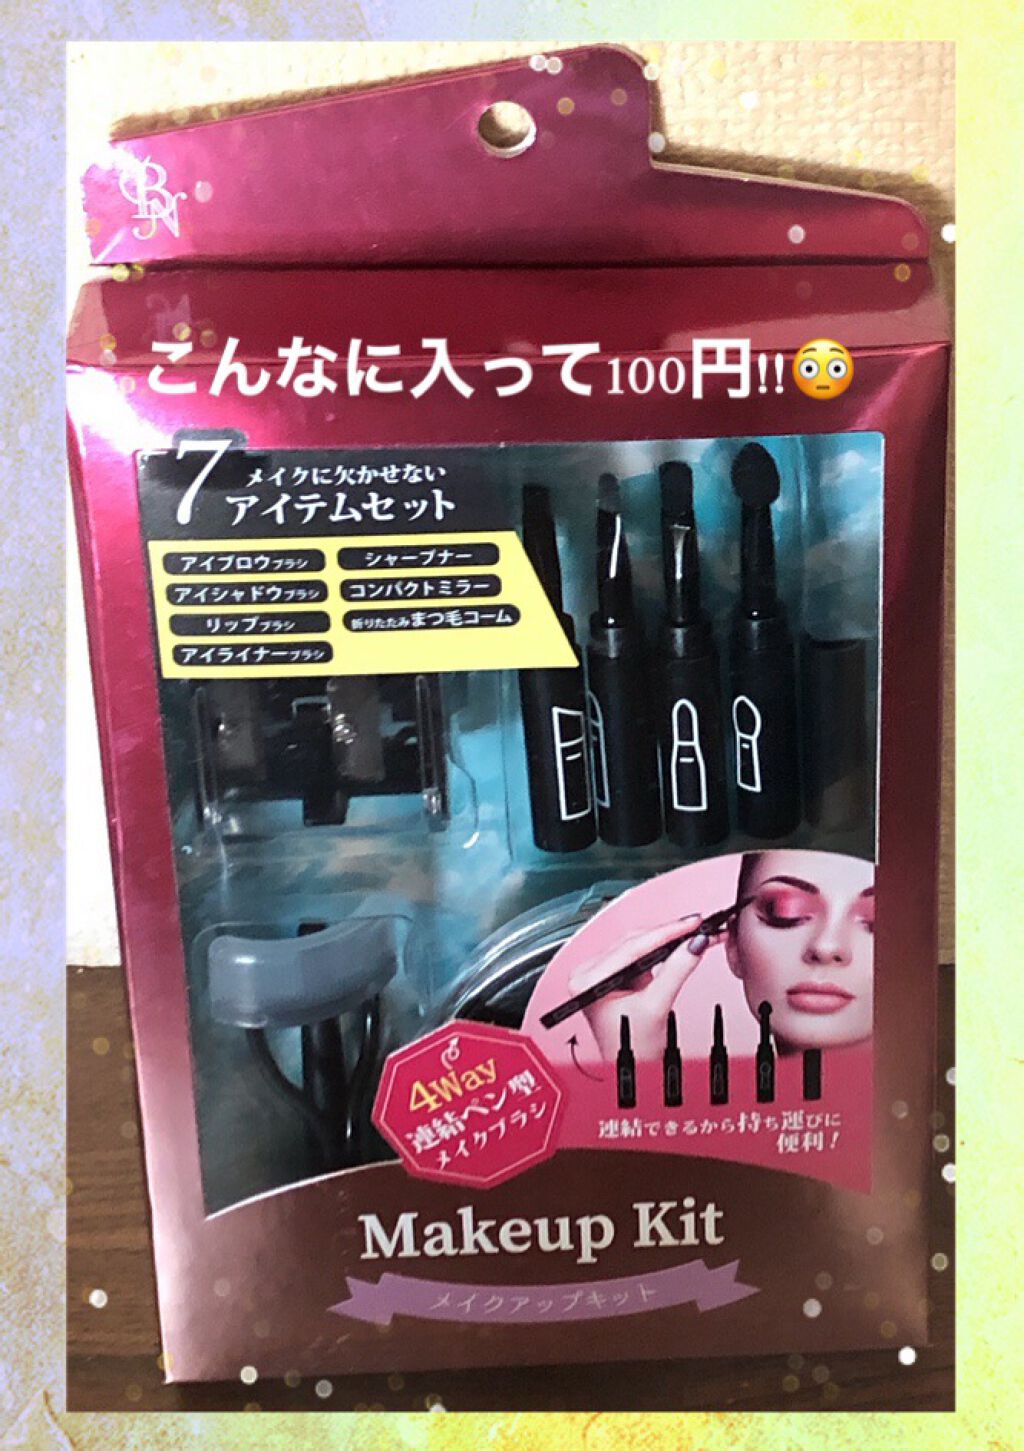 BN
こんなに入って100円!!😳
7
メイクに欠かせない
アイテムセット
アイブロウブラシ
アイシャドウブラシ
リップブラシ
アイライナーブラシ
シャープナー
コンパクトミラー
折りたたみまつ毛コーム
4way
連結ペン型
メイクブラシ
連結できるから持ち運びに
便利！
Makeup Kit
メイクアップキット